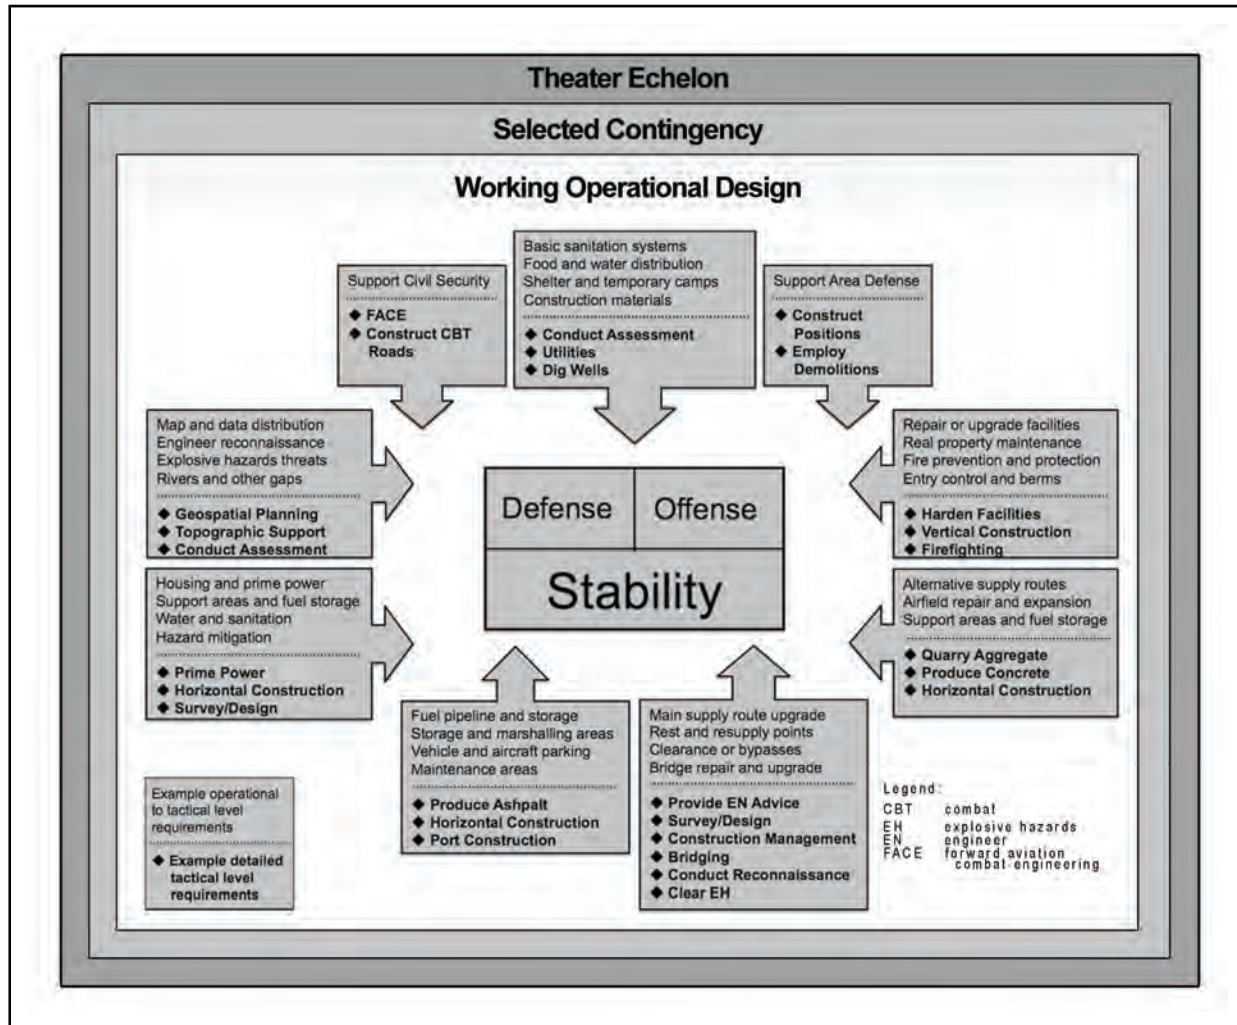 Theater Echelon
Selected Contingency
Working Operational Design
Support Civil Security
◆ FACE
◆ Construct CBT
Roads
Basic sanitation systems
Food and water distribution
Shelter and temporary camps
Construction materials
◆ Conduct Assessment
◆ Utilities
◆ Dig Wells
Support Area Defense
◆ Construct
Positions
◆ Employ
Demolitions
Map and data distribution
Engineer reconnaissance
Explosive hazards threats
Rivers and other gaps
◆ Geospatial Planning
◆ Topographic Support
◆ Conduct Assessment
Defense
Offense
Stability
Repair or upgrade facilities
Real property maintenance
Fire prevention and protection
Entry control and berms
◆ Harden Facilities
◆ Vertical Construction
◆ Firefighting
Housing and prime power
Support areas and fuel storage
Water and sanitation
Hazard mitigation
◆ Prime Power
◆ Horizontal Construction
◆ Survey/Design
Alternative supply routes
Airfield repair and expansion
Support areas and fuel storage
◆ Quarry Aggregate
◆ Produce Concrete
◆ Horizontal Construction
Fuel pipeline and storage
Storage and marshalling areas
Vehicle and aircraft parking
Maintenance areas
◆ Produce Ashpalt
◆ Horizontal Construction
◆ Port Construction
Main supply route upgrade
Rest and resupply points
Clearance or bypasses
Bridge repair and upgrade
◆ Provide EN Advice
◆ Survey/Design
◆ Construction Management
◆ Bridging
◆ Conduct Reconnaissance
◆ Clear EH
Example operational
to tactical level
requirements
◆ Example detailed
tactical level
requirements
Legend:
CBT combat
EH explosive hazards
EN engineer
FACE forward aviation
combat engineering